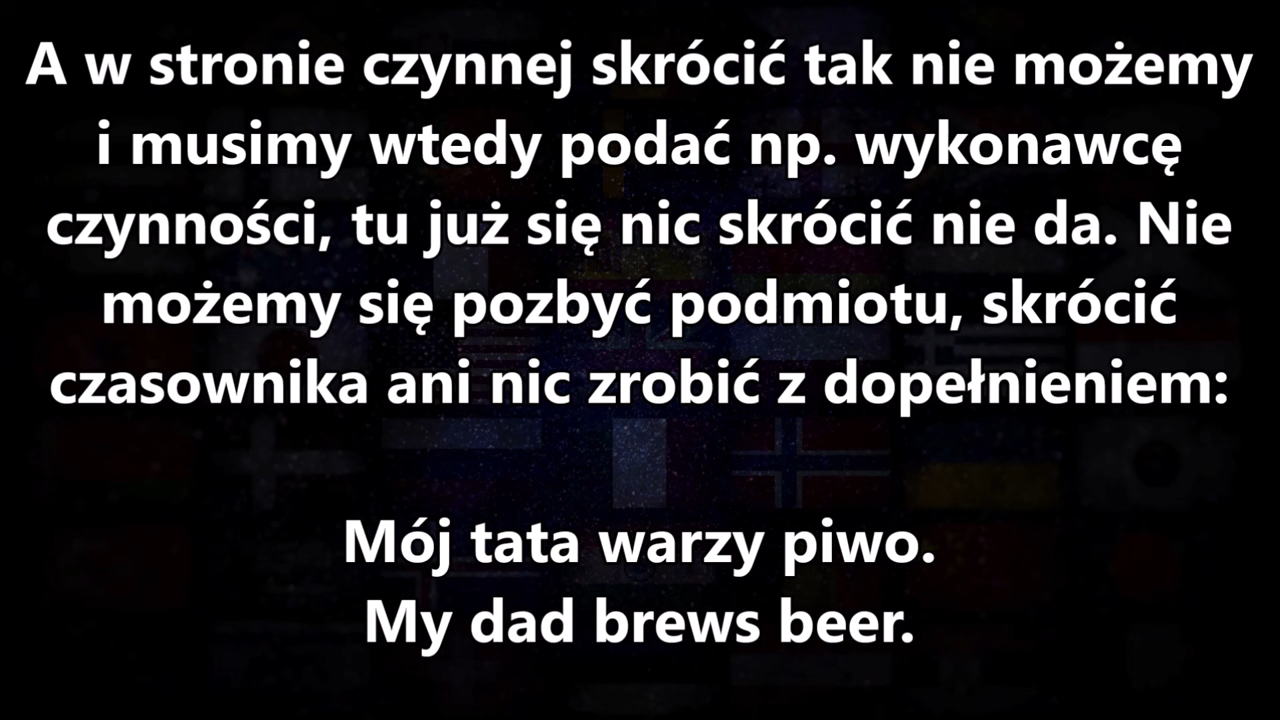 A w stronie czynnej skrócić tak nie możemy
i musimy wtedy podać np. wykonawcę
czynności, tu już się nic skrócić nie da. Nie
możemy się pozbyć podmiotu, skrócić
czasownika ani nic zrobić z dopełnieniem:
Mój tata warzy piwo.
My dad brews beer.